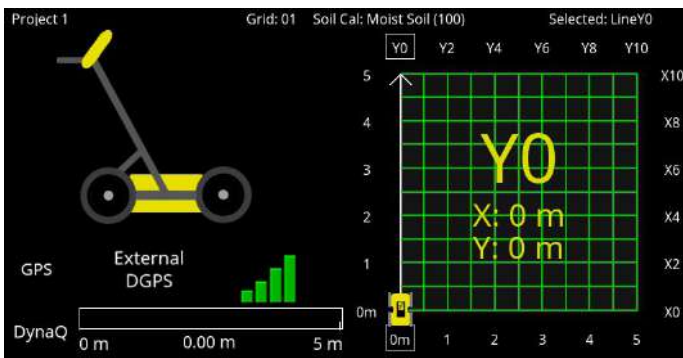 Project 1 Grid: 01 Soil Cal: Moist Soil (100) Selected: LineY0
Y0 Y2 Y4 Y6 Y8 Y10
5 X10
4 X8
Y0
3 X6
X: 0 m
2 X4
Y: 0 m
External
GPS DGPS
1 X2
0m X0
DynaQ
0 m 0.00 m 5 m
0m 1 2 3 4 5